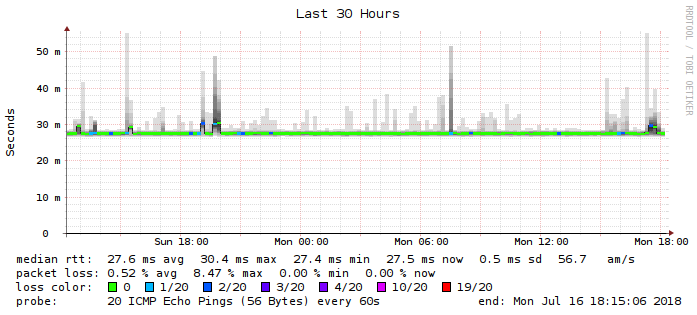 Last 30 Hours
RRDTOOL / TOBI OETIKER
Seconds
50 m
40 m
30 m
20 m
10 m
0
Sun 18:00 Mon 00:00 Mon 06:00 Mon 12:00 Mon 18:00
median rtt: 27.6 ms avg 30.4 ms max 27.4 ms min 27.5 ms now 0.5 ms sd 56.7 am/s
packet loss: 0.52 % avg 8.47 % max 0.00 % min 0.00 % now
loss color: 0 1/20 2/20 3/20 4/20 10/20 19/20
probe: 20 ICMP Echo Pings (56 Bytes) every 60s end: Mon Jul 16 18:15:06 2018